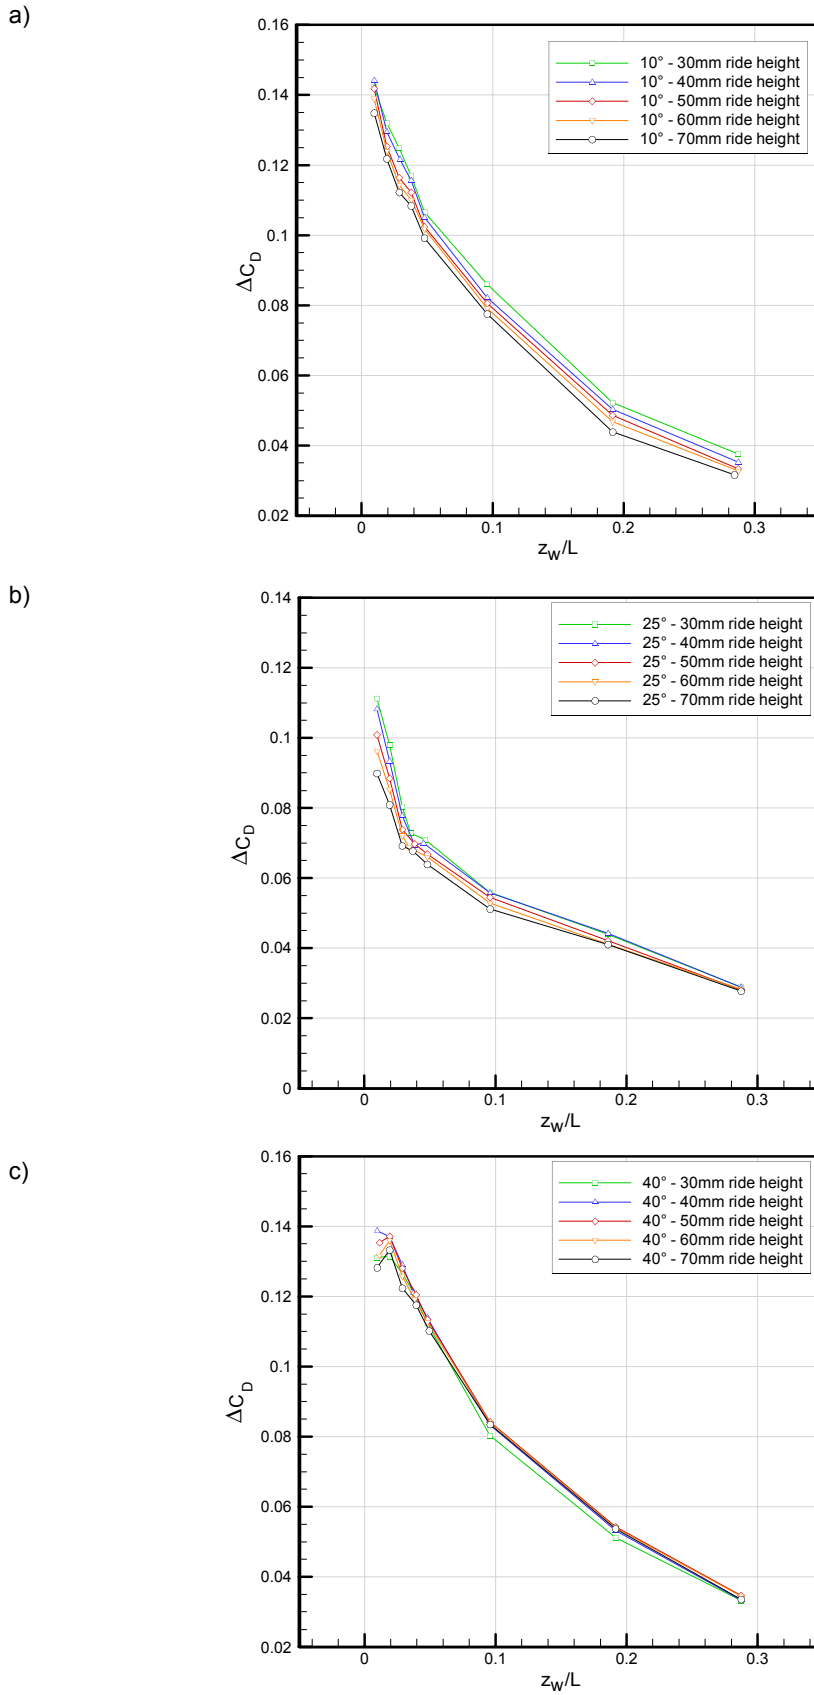 a)
0.16
0.14
0.12
0.1
0.08
0.06
0.04
0.02
ΔC_D
10° - 30mm ride height
10° - 40mm ride height
10° - 50mm ride height
10° - 60mm ride height
10° - 70mm ride height
0 0.1 0.2 0.3
z_w/L
b)
0.14
0.12
0.1
0.08
0.06
0.04
0.02
0
ΔC_D
25° - 30mm ride height
25° - 40mm ride height
25° - 50mm ride height
25° - 60mm ride height
25° - 70mm ride height
0 0.1 0.2 0.3
z_w/L
c)
0.16
0.14
0.12
0.1
0.08
0.06
0.04
0.02
ΔC_D
40° - 30mm ride height
40° - 40mm ride height
40° - 50mm ride height
40° - 60mm ride height
40° - 70mm ride height
0 0.1 0.2 0.3
z_w/L